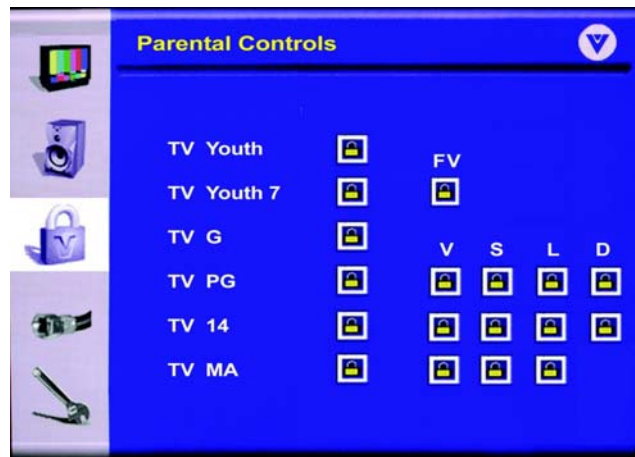 Parental Controls
V
TV Youth
FV
TV Youth 7
TV G
V S L D
TV PG
TV 14
TV MA